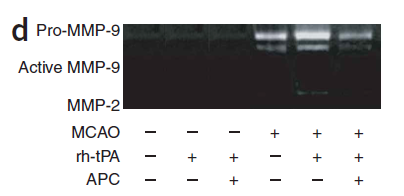 d Pro-MMP-9
Active MMP-9
MMP-2
MCAO − − − + + +
rh-tPA − + + − + +
APC − − + − − +